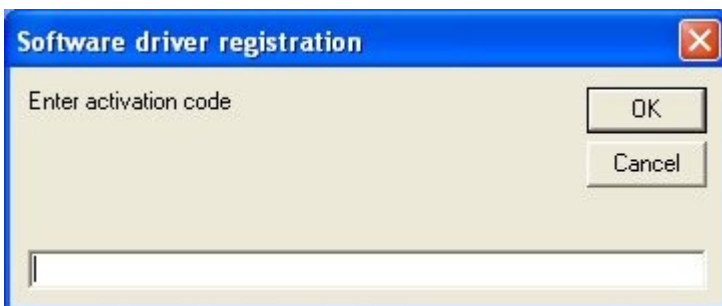 Software driver registration
Enter activation code
OK
Cancel